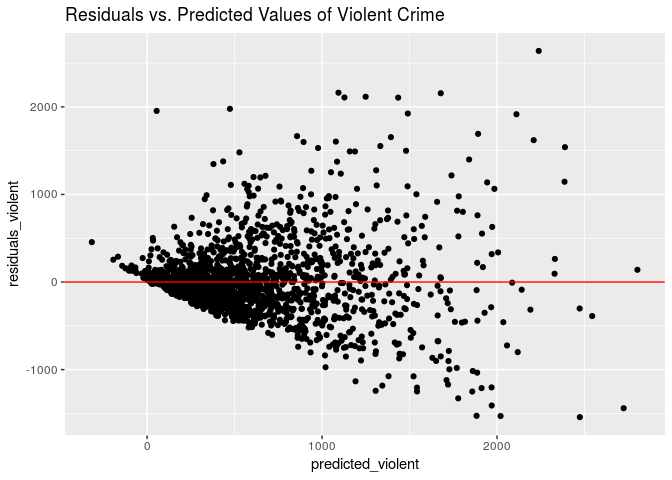 Residuals vs. Predicted Values of Violent Crime
residuals_violent
2000
1000
0
-1000
0 1000 2000
predicted_violent